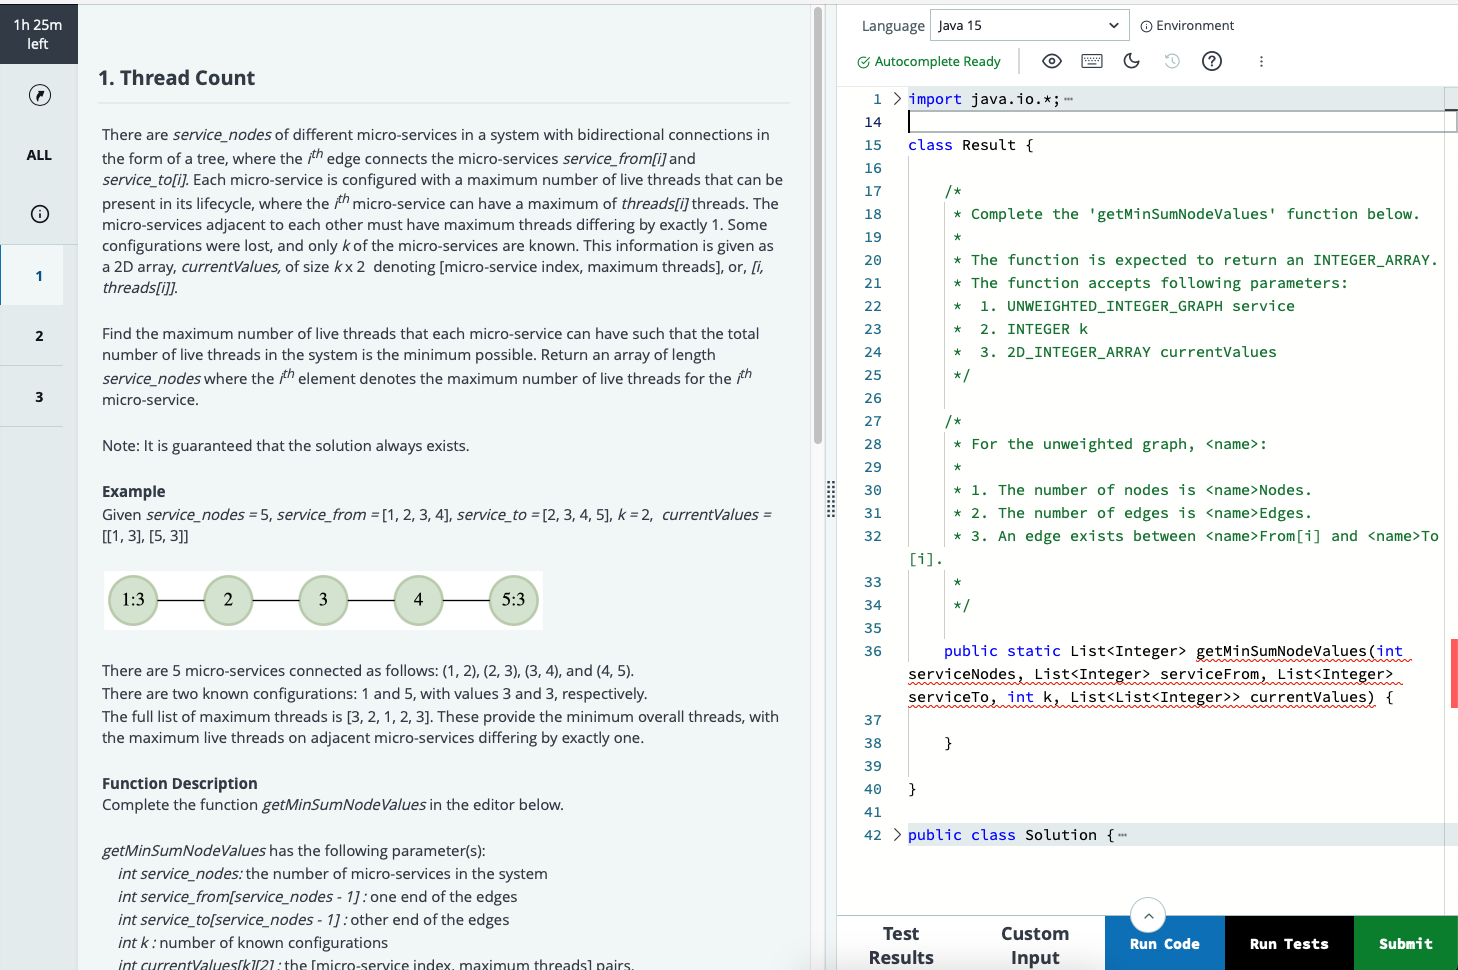 1h 25m
left
ALL
1
2
3
1. Thread Count
There are service_nodes of different micro-services in a system with bidirectional connections in
the form of a tree, where the ith edge connects the micro-services service_from[i] and
service_to[i]. Each micro-service is configured with a maximum number of live threads that can be
present in its lifecycle, where the ith micro-service can have a maximum of threads[i] threads. The
micro-services adjacent to each other must have maximum threads differing by exactly 1. Some
configurations were lost, and only k of the micro-services are known. This information is given as
a 2D array, currentValues, of size k x 2 denoting [micro-service index, maximum threads], or, [i,
threads[i]].
Find the maximum number of live threads that each micro-service can have such that the total
number of live threads in the system is the minimum possible. Return an array of length
service_nodes where the ith element denotes the maximum number of live threads for the ith
micro-service.
Note: It is guaranteed that the solution always exists.
Example
Given service_nodes = 5, service_from = [1, 2, 3, 4], service_to = [2, 3, 4, 5], k = 2, currentValues =
[[1, 3], [5, 3]]
1:3 2 3 4 5:3
There are 5 micro-services connected as follows: (1, 2), (2, 3), (3, 4), and (4, 5).
There are two known configurations: 1 and 5, with values 3 and 3, respectively.
The full list of maximum threads is [3, 2, 1, 2, 3]. These provide the minimum overall threads, with
the maximum live threads on adjacent micro-services differing by exactly one.
Function Description
Complete the function getMinSumNodeValues in the editor below.
getMinSumNodeValues has the following parameter(s):
int service_nodes: the number of micro-services in the system
int service_from[service_nodes - 1] : one end of the edges
int service_to[service_nodes - 1] : other end of the edges
int k : number of known configurations
int currentValues[k][2] : the [micro-service index, maximum threads] pairs.
Language Java 15 Environment
Autocomplete Ready
1 import java.io.*;
14
15 class Result {
16
17 /*
18 * Complete the 'getMinSumNodeValues' function below.
19 *
20 * The function is expected to return an INTEGER_ARRAY.
21 * The function accepts following parameters:
22 * 1. UNWEIGHTED_INTEGER_GRAPH service
23 * 2. INTEGER k
24 * 3. 2D_INTEGER_ARRAY currentValues
25 */
26
27 /*
28 * For the unweighted graph, <name>:
29 *
30 * 1. The number of nodes is <name>Nodes.
31 * 2. The number of edges is <name>Edges.
32 * 3. An edge exists between <name>From[i] and <name>To
[i].
33 *
34 */
35
36 public static List<Integer> getMinSumNodeValues(int
serviceNodes, List<Integer> serviceFrom, List<Integer>
serviceTo, int k, List<List<Integer>> currentValues) {
37
38 }
39
40 }
41
42 public class Solution {
Test
Results
Custom
Input
Run Code
Run Tests
Submit